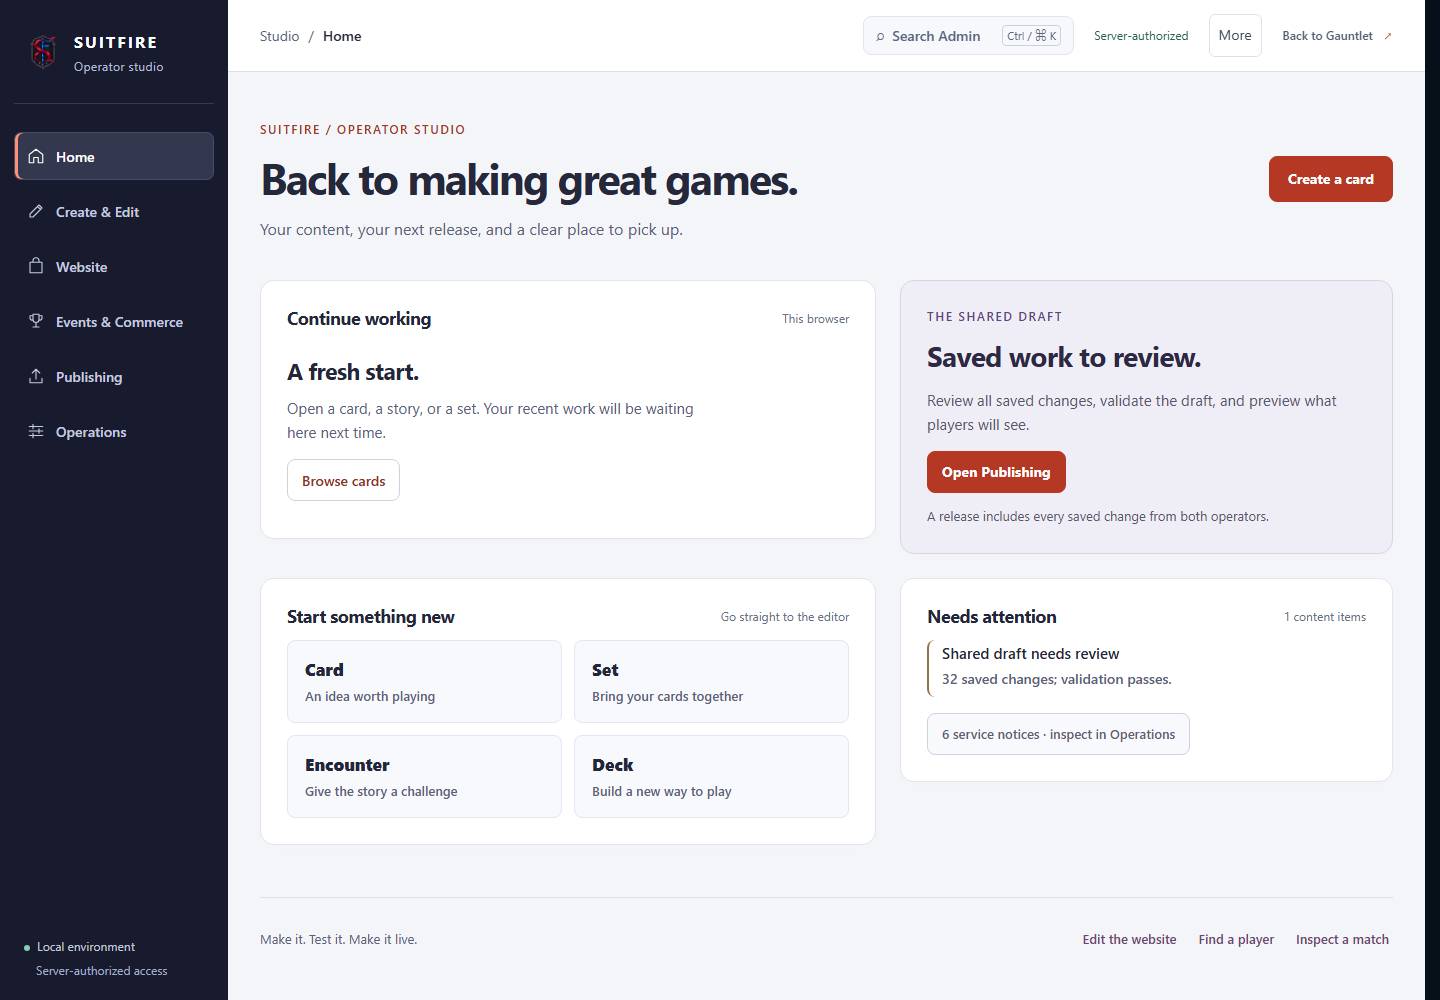 SUITFIRE
Operator studio
Home
Create & Edit
Website
Events & Commerce
Publishing
Operations
Local environment
Server-authorized access
Studio / Home
Search Admin
Ctrl / ⌘ K
Server-authorized
More
Back to Gauntlet ↗
SUITFIRE / OPERATOR STUDIO
Back to making great games.
Your content, your next release, and a clear place to pick up.
Create a card
Continue working
This browser
A fresh start.
Open a card, a story, or a set. Your recent work will be waiting
here next time.
Browse cards
THE SHARED DRAFT
Saved work to review.
Review all saved changes, validate the draft, and preview what
players will see.
Open Publishing
A release includes every saved change from both operators.
Start something new
Go straight to the editor
Card
An idea worth playing
Set
Bring your cards together
Encounter
Give the story a challenge
Deck
Build a new way to play
Needs attention
1 content items
Shared draft needs review
32 saved changes; validation passes.
6 service notices · inspect in Operations
Make it. Test it. Make it live.
Edit the website
Find a player
Inspect a match